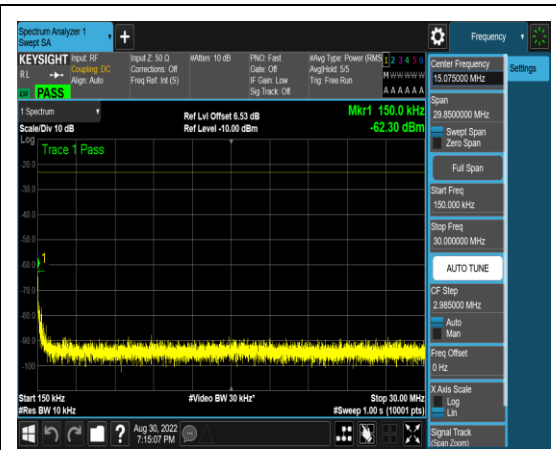 Spectrum Analyzer 1
Swept SA
+
Frequency
KEYSIGHT
Input: RF
Input Z: 50 Ω
#Atten: 10 dB
PNO: Fast
#Avg Type: Power (RMS
1 2 3 4 5 6
RL
Coupling: DC
Corrections: Off
Gate: Off
Avg|Hold: 5/5
M W W W W W
Align: Auto
Freq Ref: Int (S)
IF Gain: Low
Trig: Free Run
PASS
Sig Track: Off
A A A A A A
1 Spectrum
Scale/Div 10 dB
Ref Lvl Offset 6.53 dB
Ref Level -10.00 dBm
Mkr1 150.0 kHz
-62.30 dBm
Log
Trace 1 Pass
-20.0
-30.0
-40.0
-50.0
-60.0
-70.0
-80.0
-90.0
-100
1
Start 150 kHz
#Video BW 30 kHz*
Stop 30.00 MHz
#Res BW 10 kHz
#Sweep 1.00 s (10001 pts)
Aug 30, 2022
7:15:07 PM
?
Center Frequency
15.075000 MHz
Settings
Span
29.8500000 MHz
Swept Span
Zero Span
Full Span
Start Freq
150.000 kHz
Stop Freq
30.000000 MHz
AUTO TUNE
CF Step
2.985000 MHz
Auto
Man
Freq Offset
0 Hz
X Axis Scale
Log
Lin
Signal Track
(Span Zoom)